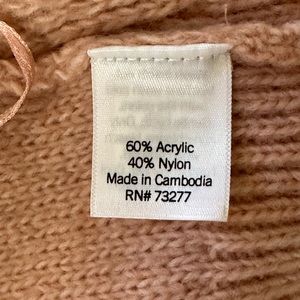 60% Acrylic
40% Nylon
Made in Cambodia
RN# 73277